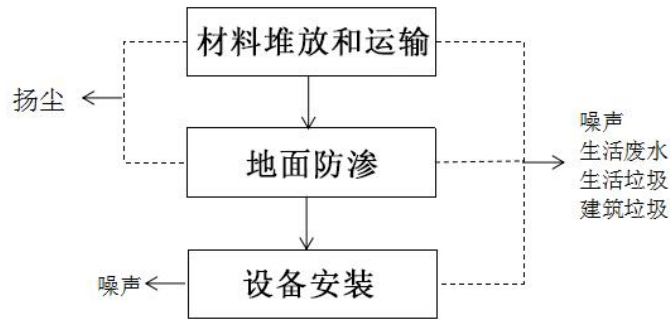 材料堆放和运输
扬尘
地面防渗
噪声
生活废水
生活垃圾
建筑垃圾
噪声
设备安装